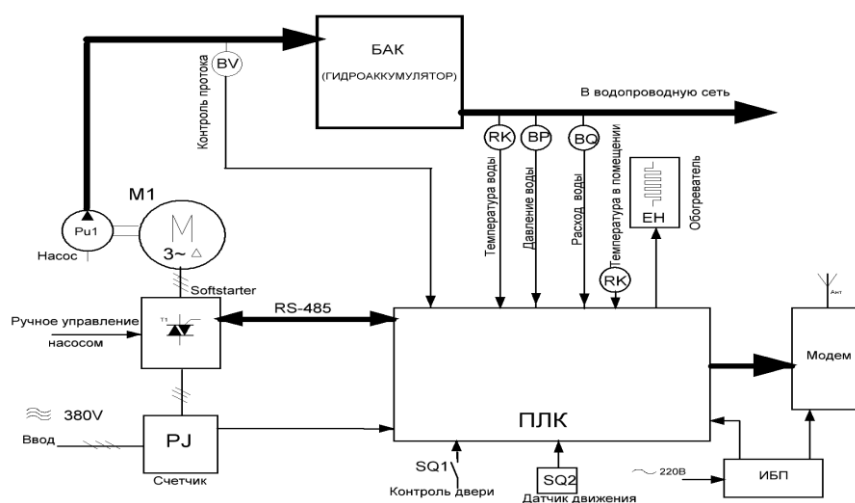 БАК
(ГИДРОАККУМУЛЯТОР)
BV
Контроль протока
В водопроводную сеть
RK
BP
BQ
Температура воды
Давление воды
Расход воды
Температура в помещении
RK
EH
Обогреватель
M1
Pu1
M
3~ △
Насос
Softstarter
T1
Ручное управление
насосом
RS-485
Ант
Модем
ПЛК
380V
Ввод
PJ
Счетчик
SQ1
Контроль двери
SQ2
Датчик движения
~ 220В
ИБП